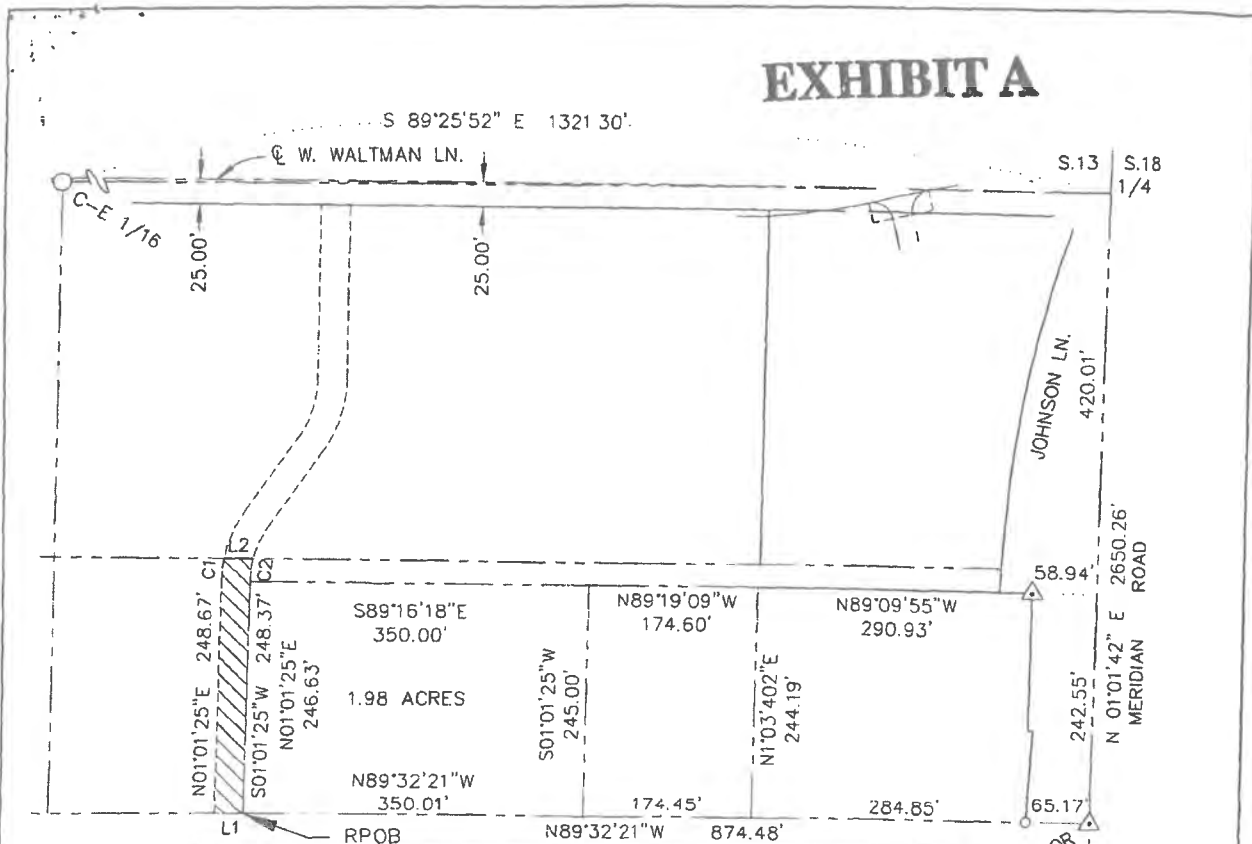 EXHIBIT A
S 89°25'52" E 1321.30'
℄ W. WALTMAN LN.
S.13 S.18
1/4
C-E 1/16
25.00'
25.00'
JOHNSON LN.
420.01'
N 01°01'42" E 2650.26'
MERIDIAN ROAD
L2
C1
C2
58.94'
N01°01'25"E 248.67'
S01°01'25"W 248.37'
N01°01'25"E
246.63'
S89°16'18"E
350.00'
1.98 ACRES
S01°01'25"W
245.00'
N89°19'09"W
174.60'
N1°03'402"E
244.19'
N89°09'55"W
290.93'
242.55'
N89°32'21"W
350.01'
174.45'
284.85'
65.17'
L1
RPOB
N89°32'21"W 874.48'